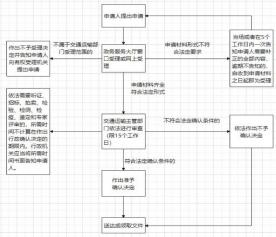 申请人提出申请
不属于交通运输部
门受理范围的
作出不予受理决
定并告知申请人
向有权受理机关
提出申请
政务服务大厅窗
口受理或网上受
理
申请材料形式不符
合法定要求
当场或者在5个
工作日内一次告
知申请人需要补
正的全部内容，
逾期不告知的，
自收到申请材料
之日起即为受理
申请材料齐全
符合法定形式
依法需要听证、
招标、拍卖、检
验、检测、检
疫、鉴定和专家
评审的，所需时
间不计算在作出
行政确认决定的
期限内。行政机
关应当将所需时
间书面告知申请
人。
交通运输主管部
门依法进行审查
（限15个工作
日）
不符合法定确认条件的
依法作出不予
确认决定
符合法定确认条件的
作出准予
确认决定
送达或领取文件